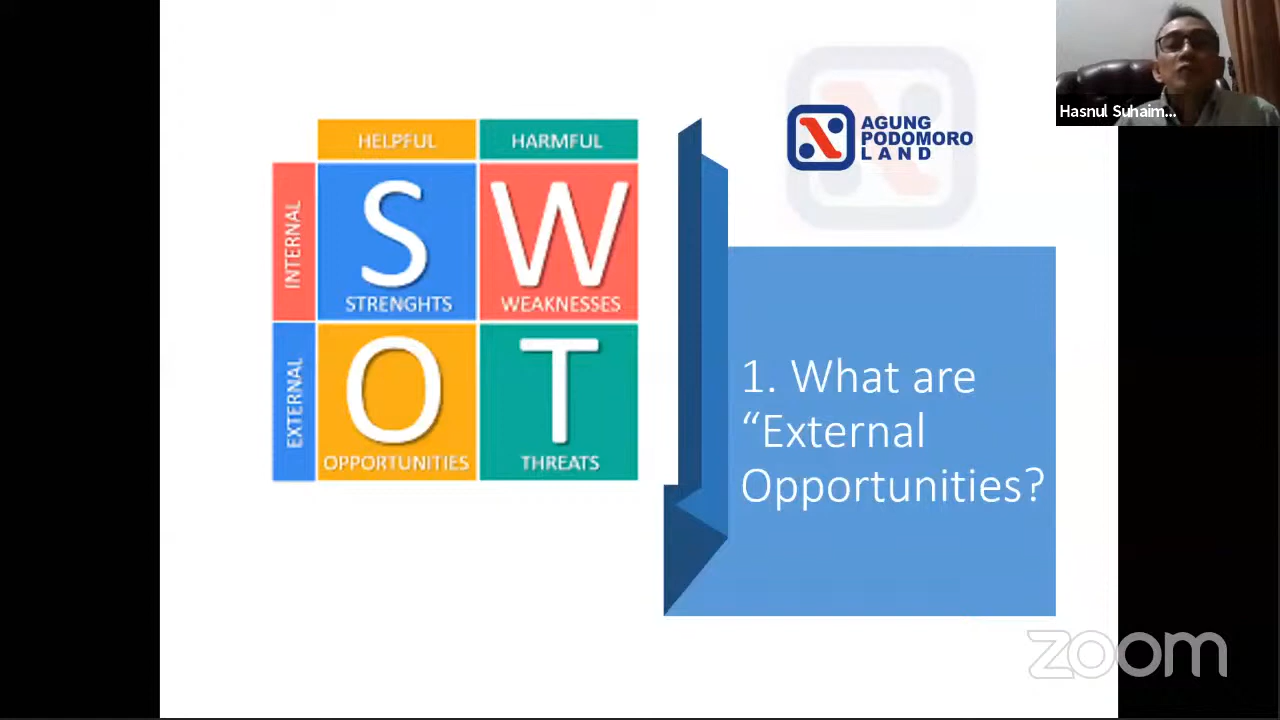 Hasnul Suhaim...
AGUNG
PODOMORO
LAND
HELPFUL
HARMFUL
INTERNAL
S
STRENGHTS
W
WEAKNESSES
EXTERNAL
O
OPPORTUNITIES
T
THREATS
1. What are
“External
Opportunities?
zoom